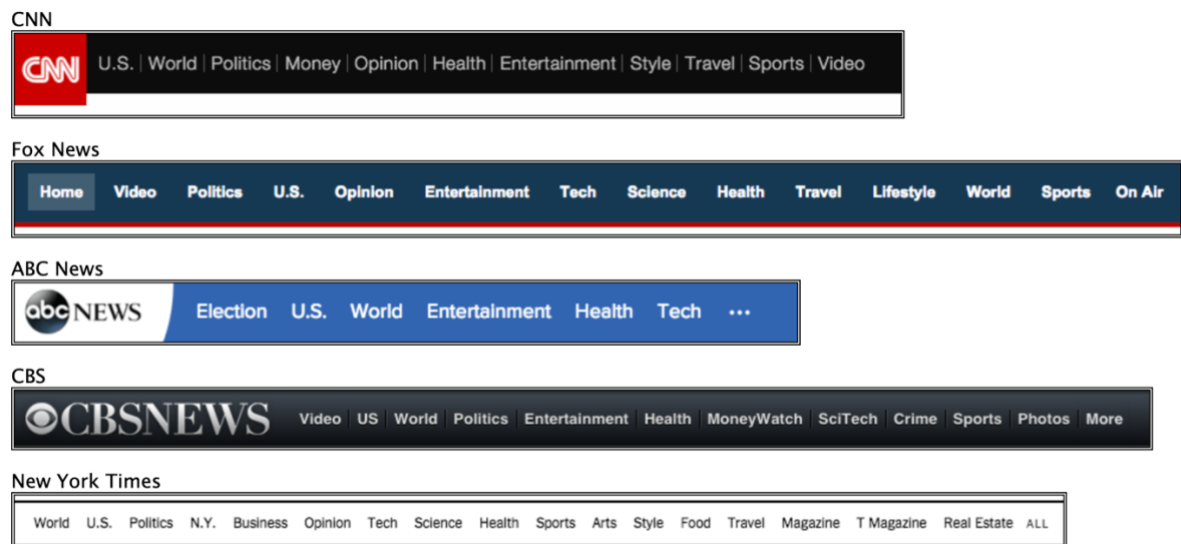 CNN
CNN U.S. | World | Politics | Money | Opinion | Health | Entertainment | Style | Travel | Sports | Video
Fox News
Home Video Politics U.S. Opinion Entertainment Tech Science Health Travel Lifestyle World Sports On Air
ABC News
abc NEWS Election U.S. World Entertainment Health Tech ...
CBS
CBSNEWS Video | US | World | Politics | Entertainment | Health | MoneyWatch | SciTech | Crime | Sports | Photos | More
New York Times
World U.S. Politics N.Y. Business Opinion Tech Science Health Sports Arts Style Food Travel Magazine T Magazine Real Estate ALL